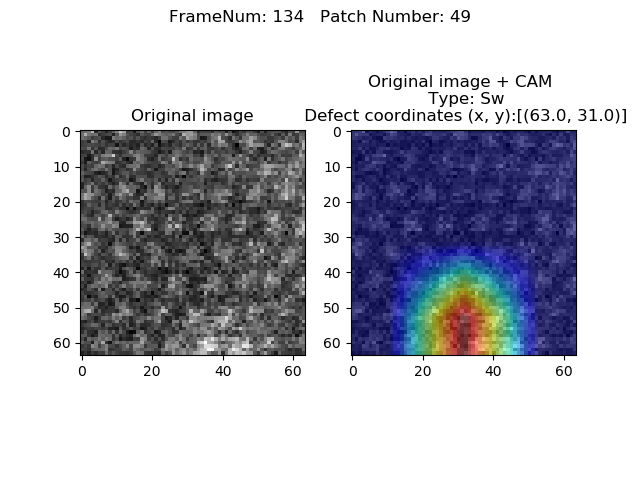 FrameNum: 134   Patch Number: 49
Original image
Original image + CAM
Type: Sw
Defect coordinates (x, y):[(63.0, 31.0)]
0
10
20
30
40
50
60
0 20 40 60
0
10
20
30
40
50
60
0 20 40 60